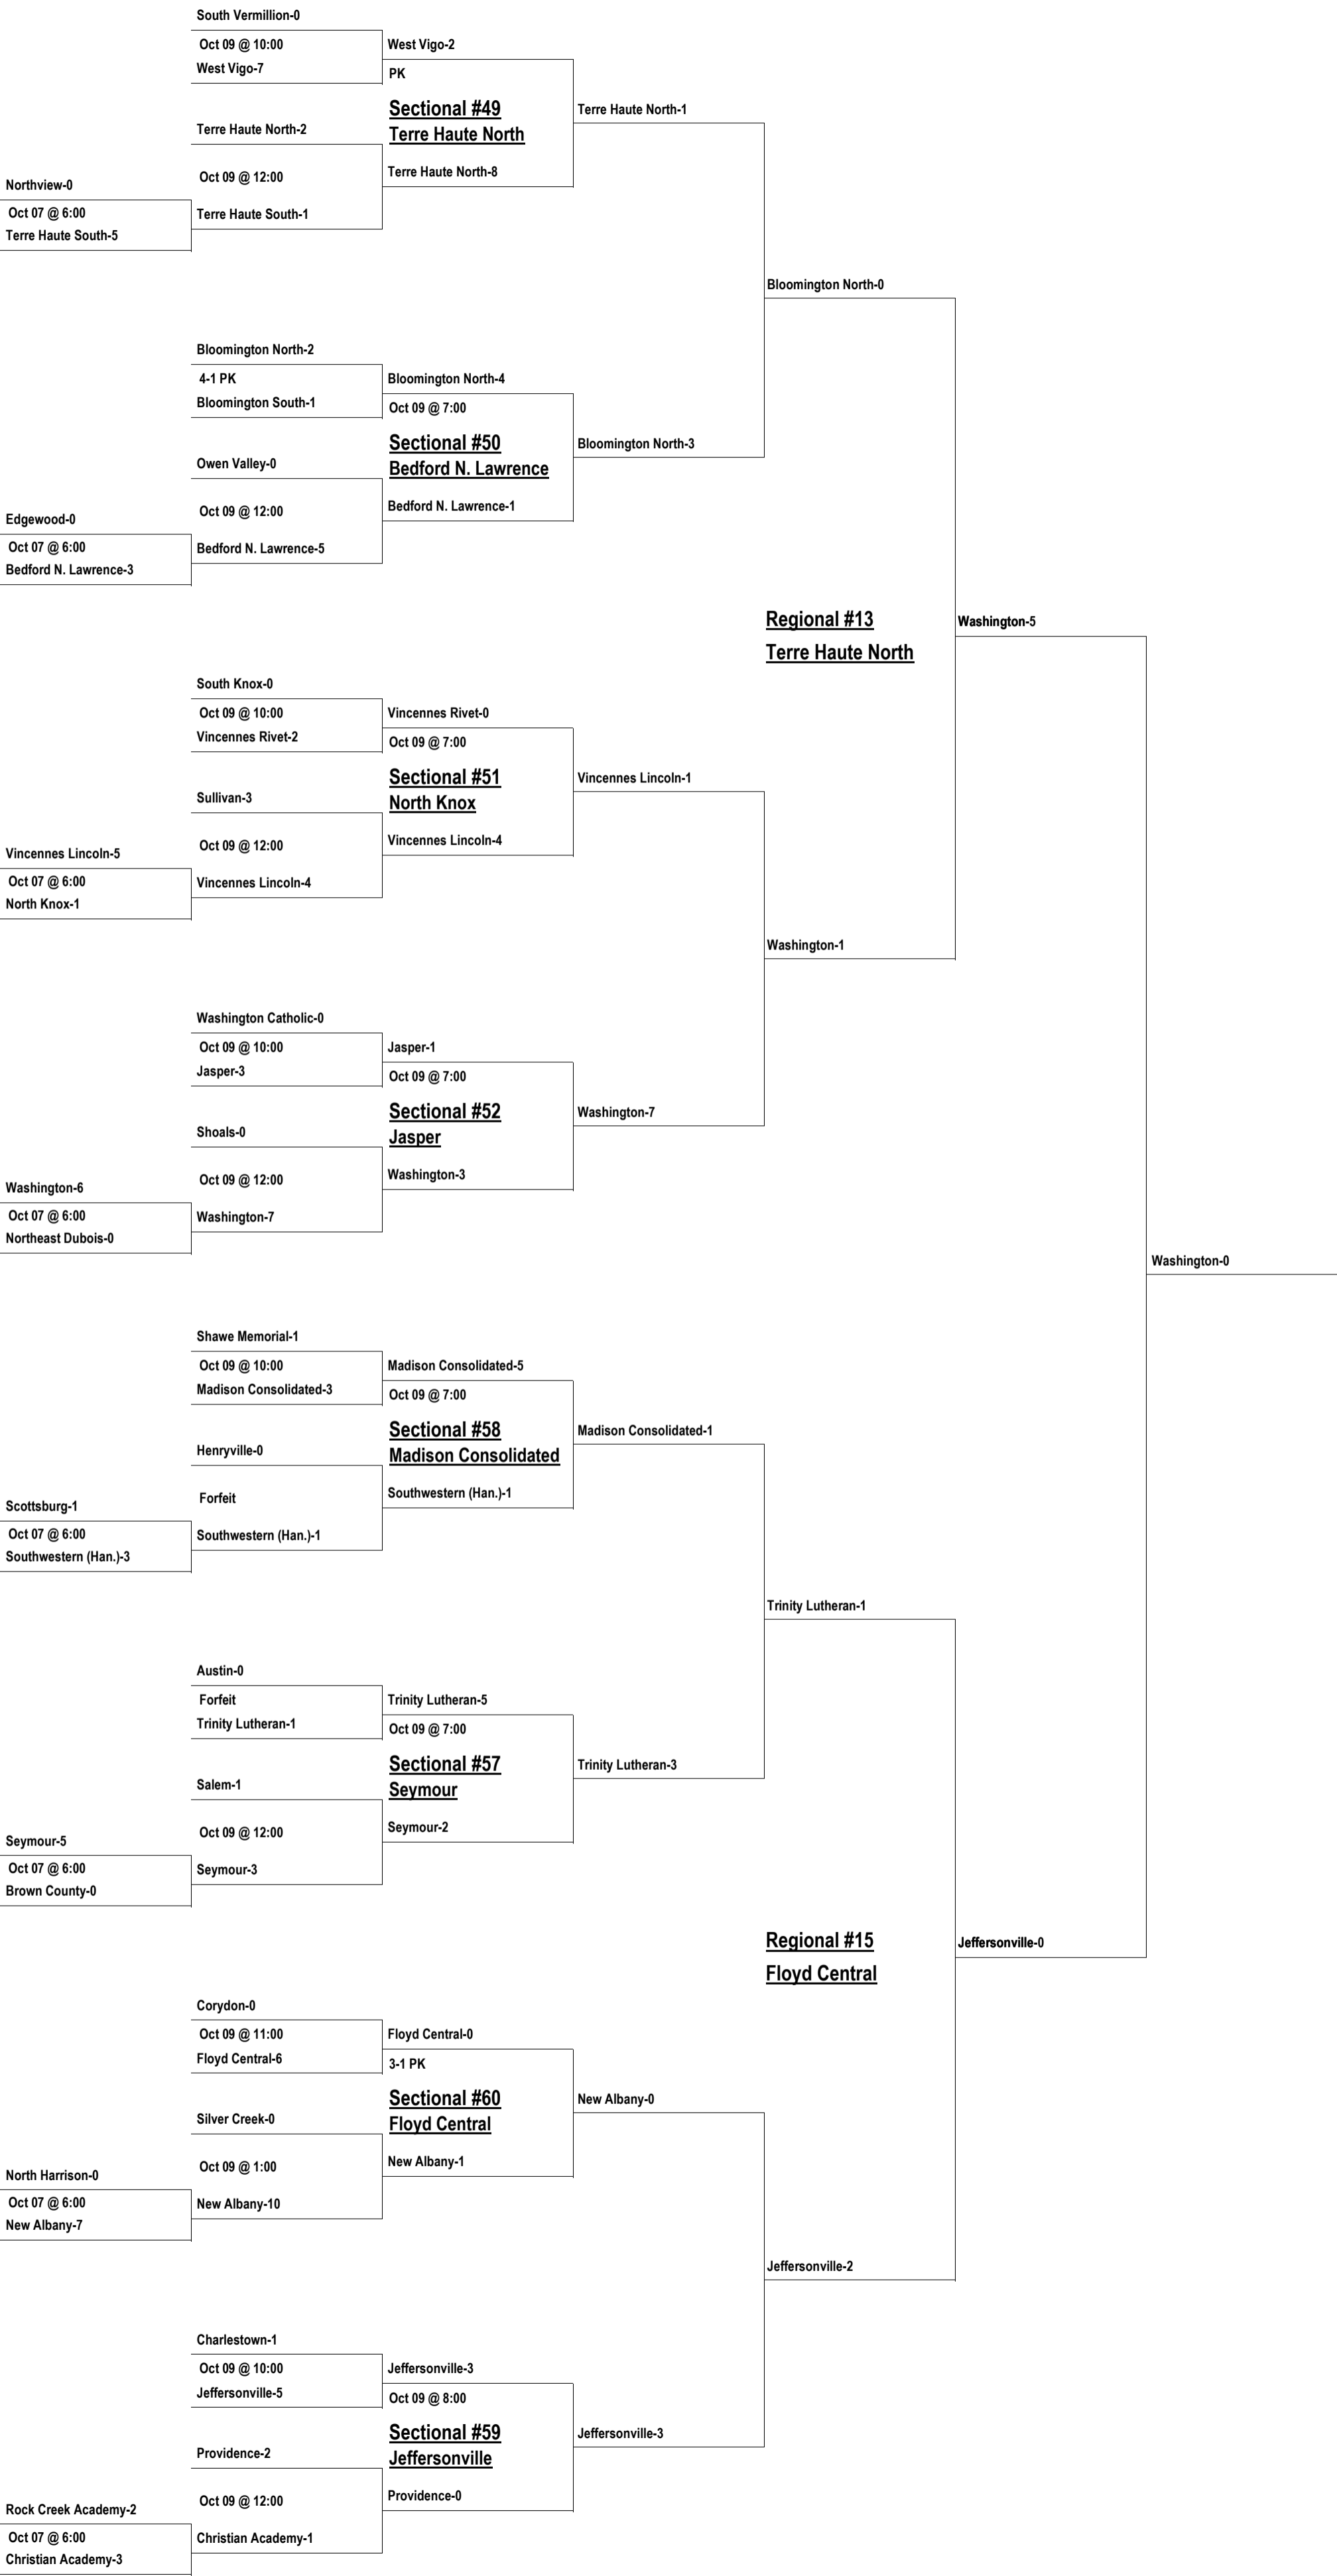 South Vermillion-0
Oct 09 @ 10:00
West Vigo-7
West Vigo-2
PK
Sectional #49
Terre Haute North
Terre Haute North-1
Terre Haute North-2
Oct 09 @ 12:00
Terre Haute South-1
Terre Haute North-8
Northview-0
Oct 07 @ 6:00
Terre Haute South-5
Bloomington North-0
Bloomington North-2
4-1 PK
Bloomington South-1
Bloomington North-4
Oct 09 @ 7:00
Sectional #50
Bedford N. Lawrence
Bloomington North-3
Owen Valley-0
Oct 09 @ 12:00
Bedford N. Lawrence-5
Bedford N. Lawrence-1
Edgewood-0
Oct 07 @ 6:00
Bedford N. Lawrence-3
Regional #13
Terre Haute North
Washington-5
South Knox-0
Oct 09 @ 10:00
Vincennes Rivet-2
Vincennes Rivet-0
Oct 09 @ 7:00
Sectional #51
North Knox
Vincennes Lincoln-1
Sullivan-3
Oct 09 @ 12:00
Vincennes Lincoln-4
Vincennes Lincoln-4
Vincennes Lincoln-5
Oct 07 @ 6:00
North Knox-1
Washington-1
Washington Catholic-0
Oct 09 @ 10:00
Jasper-3
Jasper-1
Oct 09 @ 7:00
Sectional #52
Jasper
Washington-7
Shoals-0
Oct 09 @ 12:00
Washington-7
Washington-3
Washington-6
Oct 07 @ 6:00
Northeast Dubois-0
Washington-0
Shawe Memorial-1
Oct 09 @ 10:00
Madison Consolidated-3
Madison Consolidated-5
Oct 09 @ 7:00
Sectional #58
Madison Consolidated
Madison Consolidated-1
Henryville-0
Forfeit
Southwestern (Han.)-1
Southwestern (Han.)-1
Scottsburg-1
Oct 07 @ 6:00
Southwestern (Han.)-3
Trinity Lutheran-1
Austin-0
Forfeit
Trinity Lutheran-1
Trinity Lutheran-5
Oct 09 @ 7:00
Sectional #57
Seymour
Trinity Lutheran-3
Salem-1
Oct 09 @ 12:00
Seymour-3
Seymour-2
Seymour-5
Oct 07 @ 6:00
Brown County-0
Regional #15
Floyd Central
Jeffersonville-0
Corydon-0
Oct 09 @ 11:00
Floyd Central-6
Floyd Central-0
3-1 PK
Sectional #60
Floyd Central
New Albany-0
Silver Creek-0
Oct 09 @ 1:00
New Albany-10
New Albany-1
North Harrison-0
Oct 07 @ 6:00
New Albany-7
Jeffersonville-2
Charlestown-1
Oct 09 @ 10:00
Jeffersonville-5
Jeffersonville-3
Oct 09 @ 8:00
Sectional #59
Jeffersonville
Jeffersonville-3
Providence-2
Oct 09 @ 12:00
Christian Academy-1
Providence-0
Rock Creek Academy-2
Oct 07 @ 6:00
Christian Academy-3